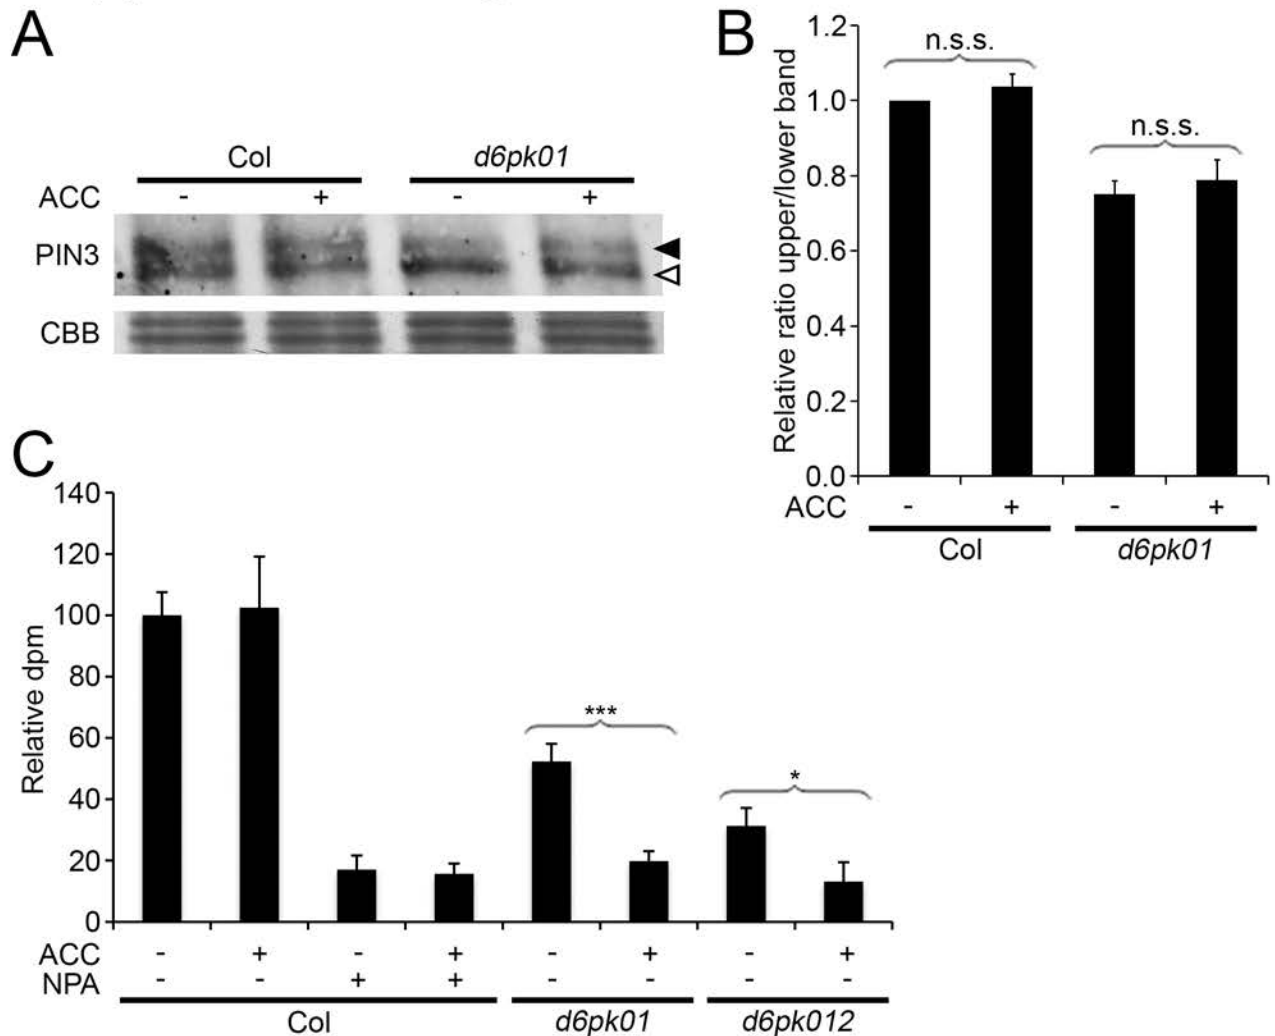 A
Col d6pk01
ACC - + - +
PIN3
CBB
B
Relative ratio upper/lower band
1.2
1.0
0.8
0.6
0.4
0.2
0.0
n.s.s.
n.s.s.
ACC - + - +
Col d6pk01
C
Relative dpm
140
120
100
80
60
40
20
0
***
*
ACC - + - + - + - +
NPA - - + + - - - -
Col d6pk01 d6pk012